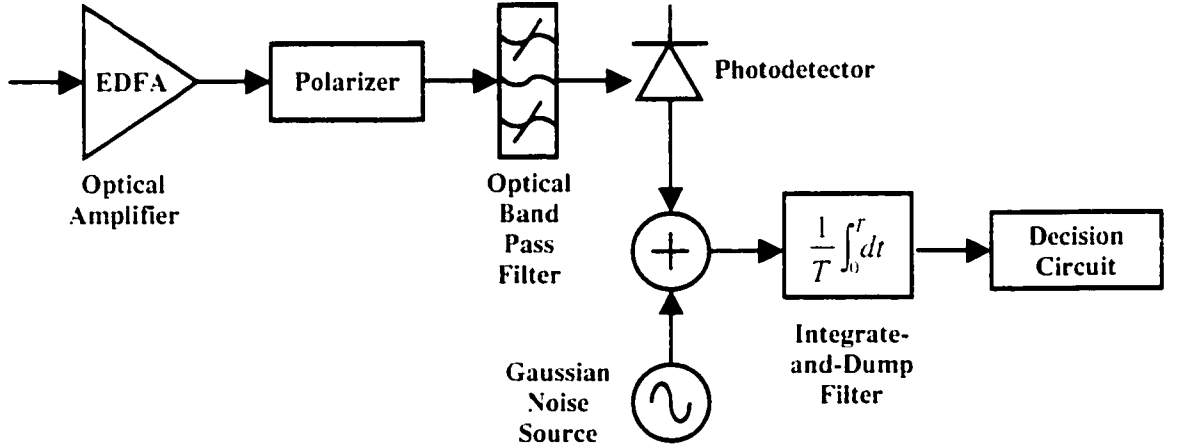 EDFA
Polarizer
Photodetector
Optical
Amplifier
Optical
Band
Pass
Filter
1/T ∫₀ᵀ dt
Decision
Circuit
Integrate-
and-Dump
Filter
Gaussian
Noise
Source